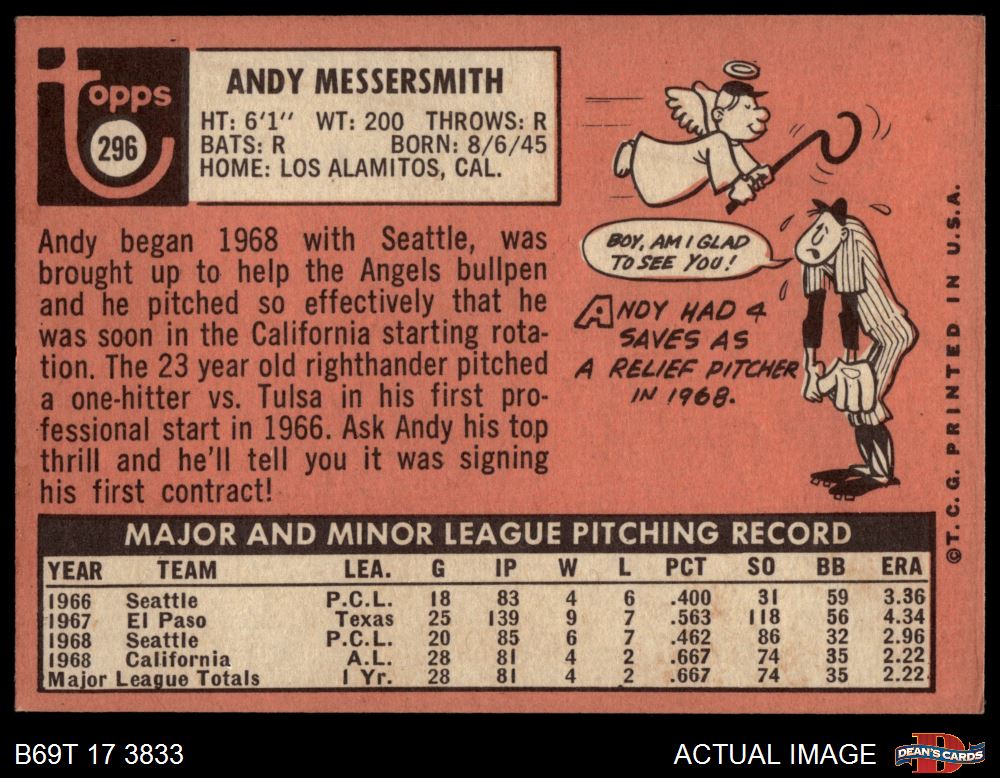 Topps
296
ANDY MESSERSMITH
HT: 6'1" WT: 200 THROWS: R
BATS: R BORN: 8/6/45
HOME: LOS ALAMITOS, CAL.
Andy began 1968 with Seattle, was
brought up to help the Angels bullpen
and he pitched so effectively that he
was soon in the California starting rota-
tion. The 23 year old righthander pitched
a one-hitter vs. Tulsa in his first pro-
fessional start in 1966. Ask Andy his top
thrill and he'll tell you it was signing
his first contract!
BOY, AM I GLAD
TO SEE YOU!
ANDY HAD 4
SAVES AS
A RELIEF PITCHER
IN 1968.
©T. C. G. PRINTED IN U.S.A.
MAJOR AND MINOR LEAGUE PITCHING RECORD
YEAR TEAM LEA. G IP W L PCT SO BB ERA
1966 Seattle P.C.L. 18 83 4 6 .400 31 59 3.36
1967 El Paso Texas 25 139 9 7 .563 118 56 4.34
1968 Seattle P.C.L. 20 85 6 7 .462 86 32 2.96
1968 California A.L. 28 81 4 2 .667 74 35 2.22
Major League Totals 1 Yr. 28 81 4 2 .667 74 35 2.22
B69T 17 3833
ACTUAL IMAGE
DEAN'S CARDS